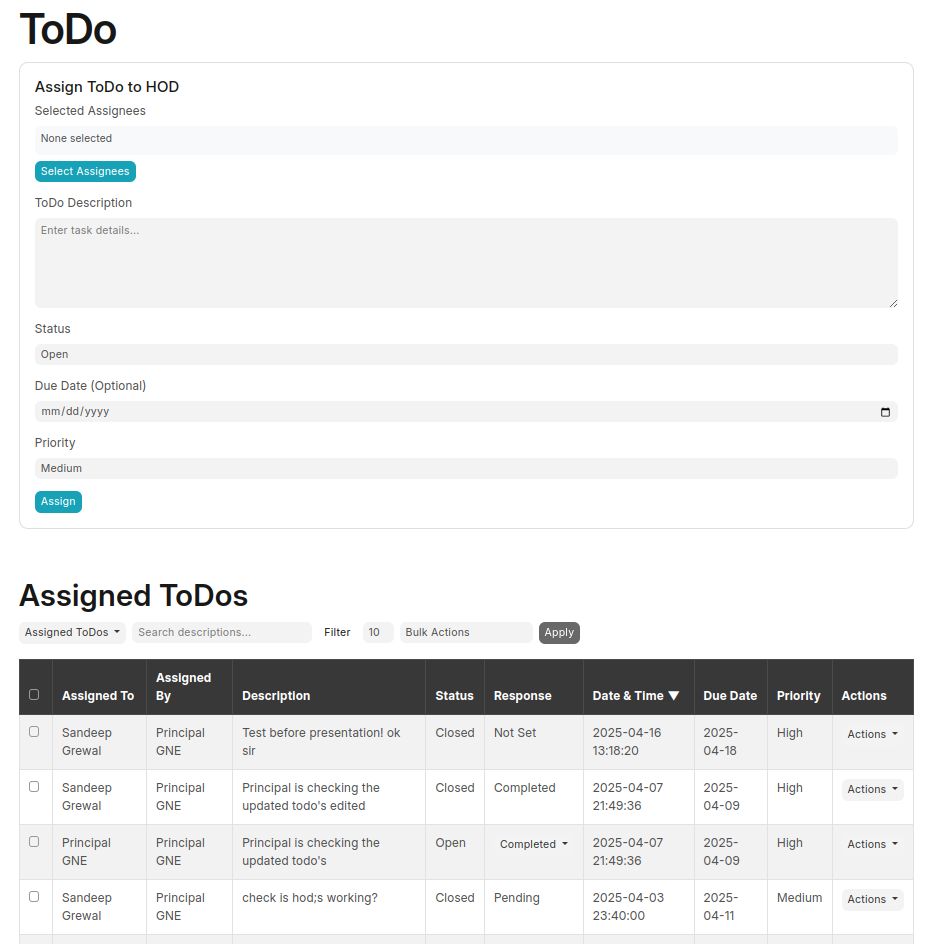 ToDo
Assign ToDo to HOD
Selected Assignees
None selected
Select Assignees
ToDo Description
Enter task details...
Status
Open
Due Date (Optional)
mm/dd/yyyy
Priority
Medium
Assign
Assigned ToDos
Assigned ToDos Search descriptions... Filter 10 Bulk Actions Apply
Assigned To Assigned By Description Status Response Date & Time ▼ Due Date Priority Actions
Sandeep Grewal Principal GNE Test before presentation! ok sir Closed Not Set 2025-04-16 13:18:20 2025-04-18 High Actions
Sandeep Grewal Principal GNE Principal is checking the updated todo's edited Closed Completed 2025-04-07 21:49:36 2025-04-09 High Actions
Principal GNE Principal GNE Principal is checking the updated todo's Open Completed 2025-04-07 21:49:36 2025-04-09 High Actions
Sandeep Grewal Principal GNE check is hod;s working? Closed Pending 2025-04-03 23:40:00 2025-04-11 Medium Actions